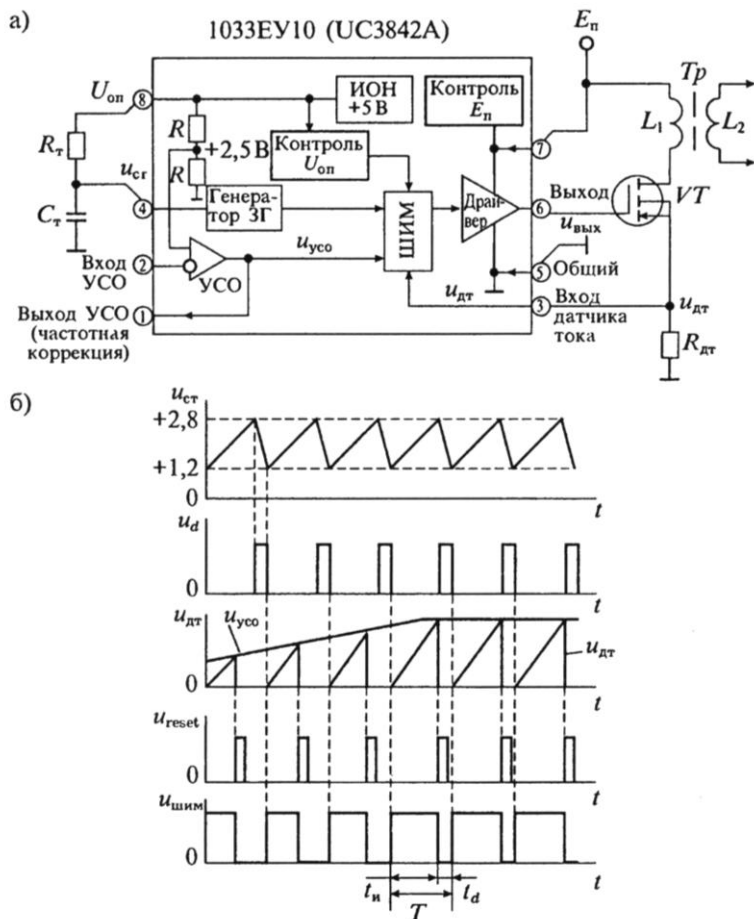 а)
1033ЕУ10 (UC3842A)
Eп
Uоп
8
ИОН
+5 В
Контроль
Eп
Tp
L1
L2
R
+2,5 В
R
Контроль
Uоп
7
Rт
uсг
Cт
4
Генера-
тор ЗГ
ШИМ
Драй-
вер
Выход
6
VT
uвых
uусо
2
Вход
УСО
УСО
5
Общий
uдт
3
Вход
датчика
тока
uдт
1
Выход УСО
(частотная
коррекция)
Rдт
б)
uст
+2,8
+1,2
0
t
ud
0
t
uдт
uусо
uдт
0
t
ureset
0
t
uшим
0
t
tи
td
T